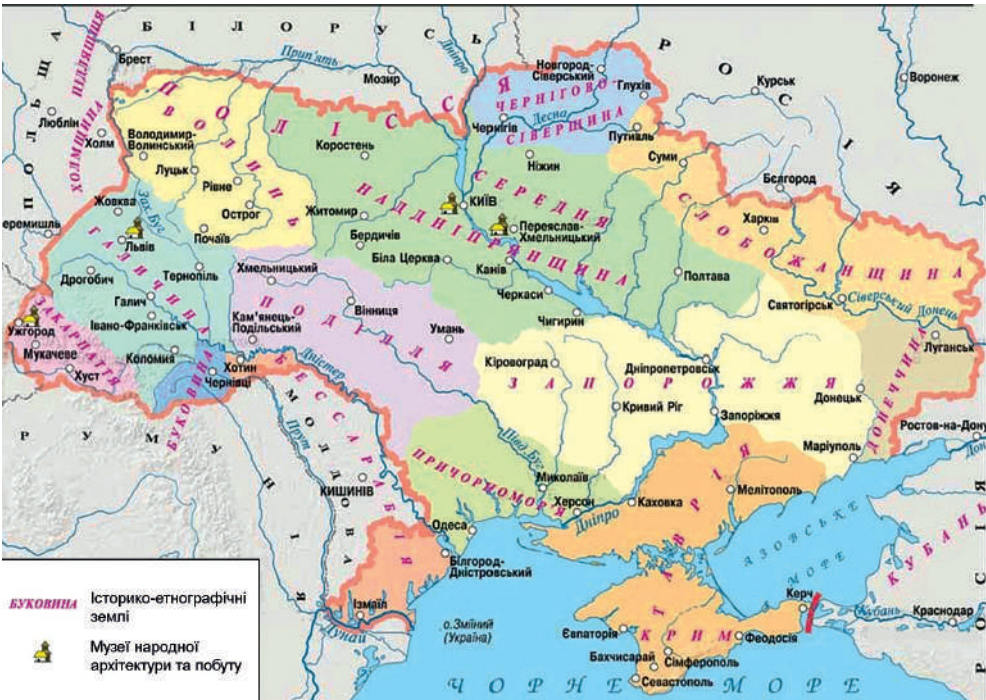 ПОЛЬЩА
БІЛОРУСЬ
РОСІЯ
ПІДЛЯШШЯ
ХОЛМЩИНА
Брест
Прип'ять
Мозир
Дніпро
Новгород-
Сіверський
Глухів
Курськ
Воронеж
ПОЛІССЯ
ВОЛИНЬ
ЧЕРНІГОВО-
СІВЕРЩИНА
Десна
Чернігів
Путивль
Люблін
Холм
Володимир-
Волинський
Коростень
Ніжин
Суми
Бєлгород
Луцьк
Рівне
Острог
Житомир
КИЇВ
СЕРЕДНЯ
НАДДНІПРЯНЩИНА
Переяслав-
Хмельницький
Харків
СЛОБОЖАНЩИНА
Жовква
Зах. Буг
Львів
Почаїв
Бердичів
Біла Церква
Канів
Полтава
еремишль
ГАЛИЧИНА
Дрогобич
Тернопіль
Хмельницький
Черкаси
Святогірськ
Сіверський Донець
Галич
Кам'янець-
Подільський
Вінниця
ПОДІЛЛЯ
Умань
Чигирин
Луганськ
ЗАКАРПАТТЯ
Ужгород
Мукачеве
Хуст
Івано-Франківськ
Коломия
БУКОВИНА
Чернівці
Хотин
Дністер
Кіровоград
Дніпропетровськ
ЗАПОРОЖЖЯ
Донецьк
ДОНЕЧЧИНА
Кривий Ріг
Запоріжжя
Маріуполь
Ростов-на-Дону
Дон
РУМУНІЯ
МОЛДОВА
БЕССАРАБІЯ
Прут
КИШИНІВ
Півд. Буг
ПРИЧОРНОМОР'Я
Миколаїв
Херсон
Дніпро
Каховка
Мелітополь
ТАВРІЯ
АЗОВСЬКЕ
МОРЕ
КУБАНЬ
РОСІЯ
Одеса
Білгород-
Дністровський
Ізмаїл
Дунай
о.Зміїний
(Україна)
Керч
Кубань
Краснодар
Євпаторія
КРИМ
Феодосія
Бахчисарай
Сімферополь
Севастополь
ЧОРНЕ МОРЕ
БУКОВИНА Історико-етнографічні
землі
Музеї народної
архітектури та побуту